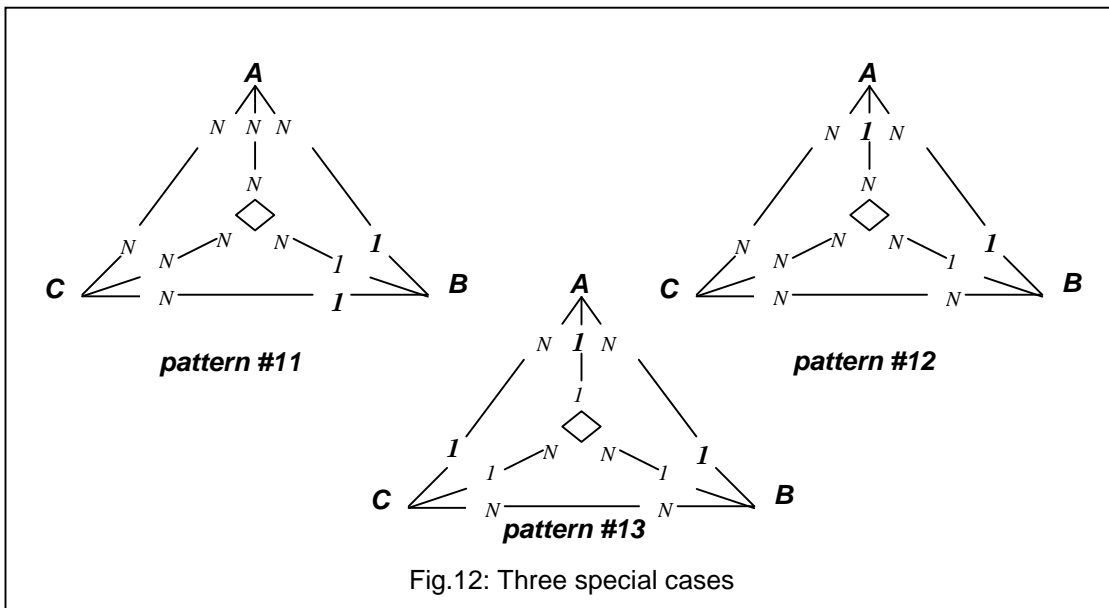 A
N N N
N
N N
N N 1
N 1
C N 1 B
pattern #11
A
N 1 N
N
N N
N N 1
N 1
C N N B
pattern #12
A
N 1 N
1
1 N N 1
1 1
C N N B
pattern #13
Fig.12: Three special cases